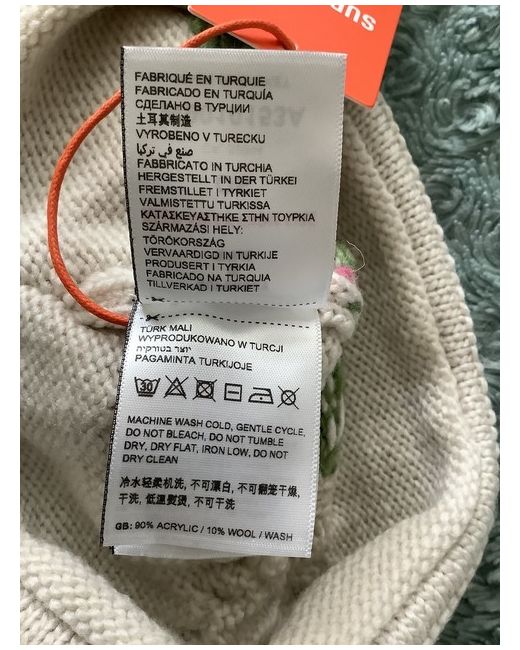 SUP
FABRIQUÉ EN TURQUIE
FABRICADO EN TURQUÍA
СДЕЛАНО В ТУРЦИИ
土耳其制造
VYROBENO V TURECKU
صنع في تركيا
FABBRICATO IN TURCHIA
HERGESTELLT IN DER TÜRKEI
FREMSTILLET I TYRKIET
VALMISTETTU TURKISSA
ΚΑΤΑΣΚΕΥΑΣΤΗΚΕ ΣΤΗΝ ΤΟΥΡΚΙΑ
SZÁRMAZÁSI HELY:
TÖRÖKORSZÁG
VERVAARDIGD IN TURKIJE
PRODUSERT I TYRKIA
FABRICADO NA TURQUIA
TILLVERKAD I TURKIET
TÜRK MALI
WYPRODUKOWANO W TURCJI
יוצר בטורקיה
PAGAMINTA TURKIJOJE
30
MACHINE WASH COLD, GENTLE CYCLE,
DO NOT BLEACH, DO NOT TUMBLE
DRY, DRY FLAT, IRON LOW, DO NOT
DRY CLEAN
冷水轻柔机洗, 不可漂白, 不可翻笼干燥,
干洗, 低温熨烫, 不可干洗
GB: 90% ACRYLIC / 10% WOOL / WASH